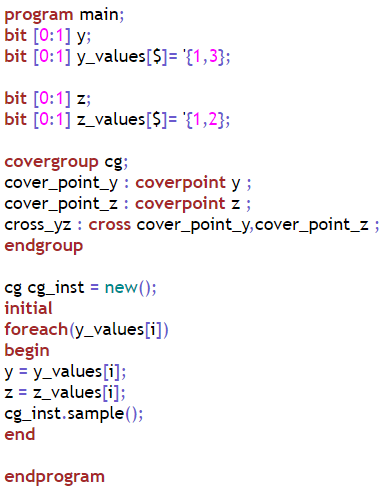 program main;
bit [0:1] y;
bit [0:1] y_values[$]= '{1,3};
bit [0:1] z;
bit [0:1] z_values[$]= '{1,2};
covergroup cg;
cover_point_y : coverpoint y ;
cover_point_z : coverpoint z ;
cross_yz : cross cover_point_y,cover_point_z ;
endgroup
cg cg_inst = new();
initial
foreach(y_values[i])
begin
y = y_values[i];
z = z_values[i];
cg_inst.sample();
end
endprogram